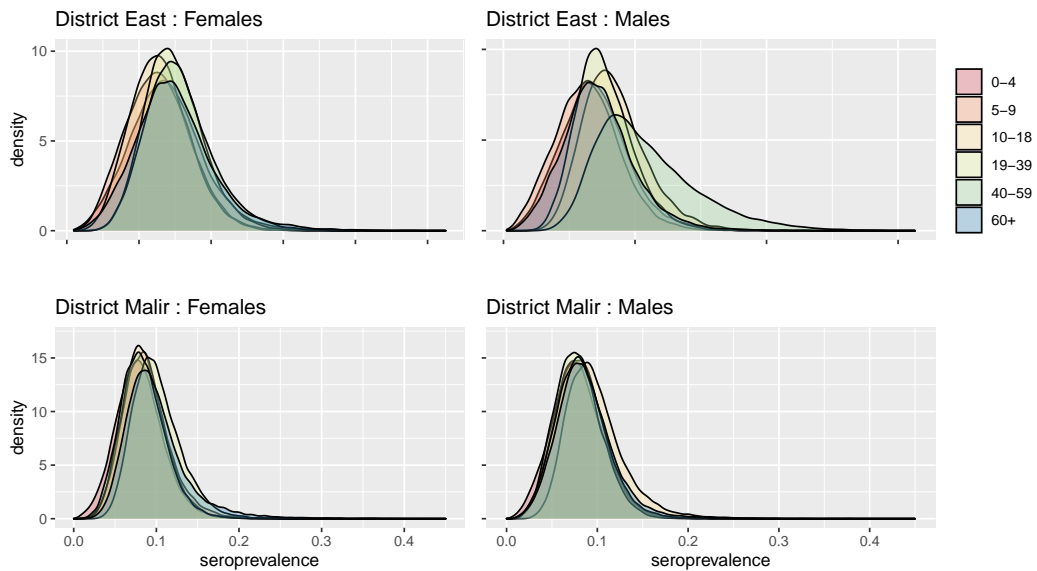 District East : Females
District East : Males
density
10
5
0
0−4
5−9
10−18
19−39
40−59
60+
District Malir : Females
District Malir : Males
density
15
10
5
0
0.0 0.1 0.2 0.3 0.4
0.0 0.1 0.2 0.3 0.4
seroprevalence
seroprevalence